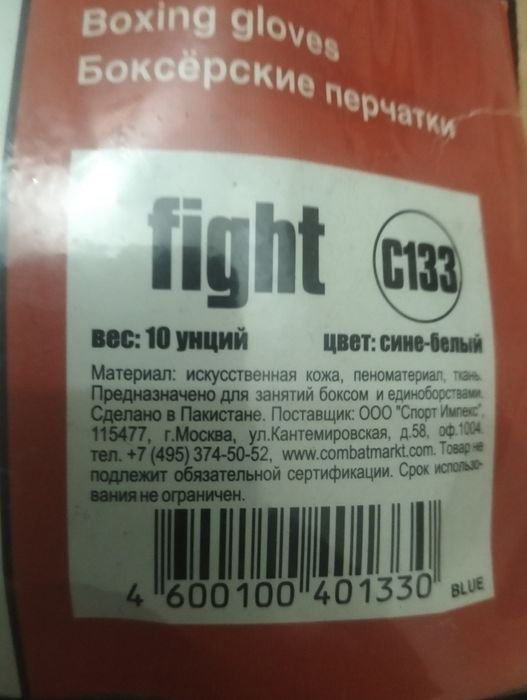 Boxing gloves
Боксёрские перчатки
fight
C133
вес: 10 унций цвет: сине-белый
Материал: искусственная кожа, пеноматериал, ткань.
Предназначено для занятий боксом и единоборствами.
Сделано в Пакистане. Поставщик: ООО "Спорт Импекс",
115477, г.Москва, ул.Кантемировская, д.58, оф.1004.
тел. +7 (495) 374-50-52, www.combatmarkt.com. Товар не
подлежит обязательной сертификации. Срок использо-
вания не ограничен.
4 600100 401330 BLUE